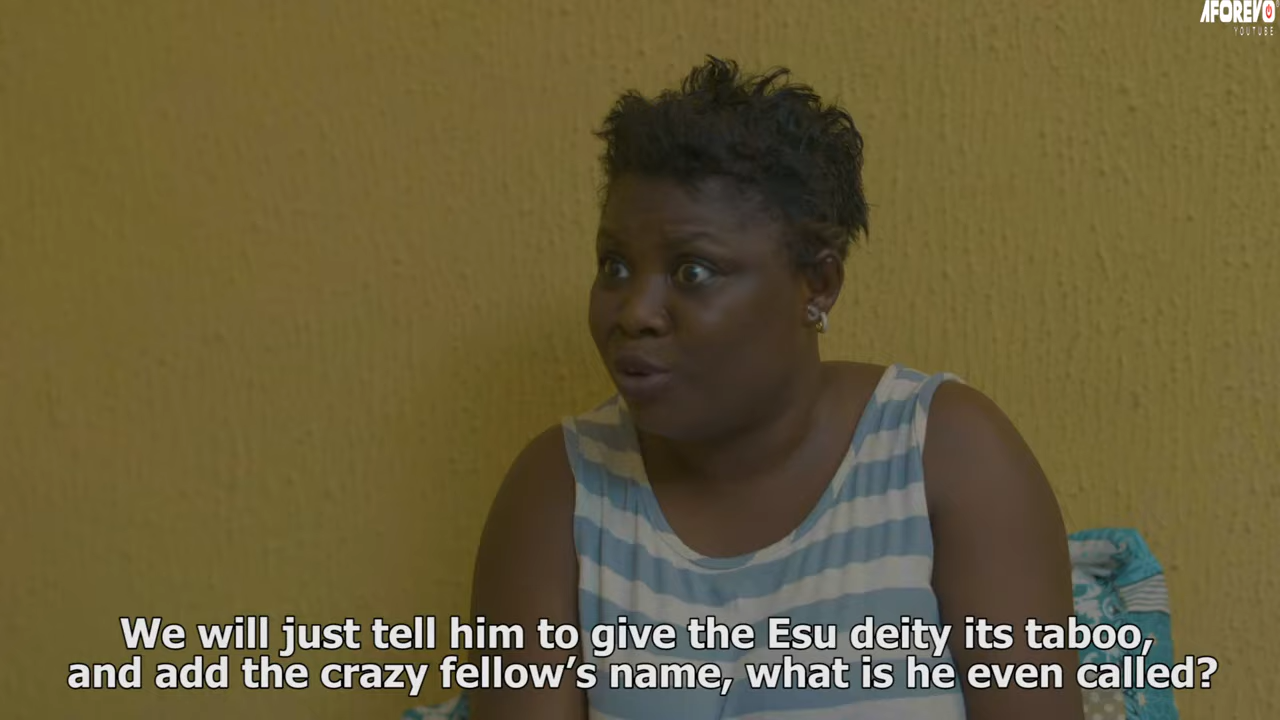 AFOREVO
YOUTUBE
We will just tell him to give the Esu deity its taboo,
and add the crazy fellow's name, what is he even called?